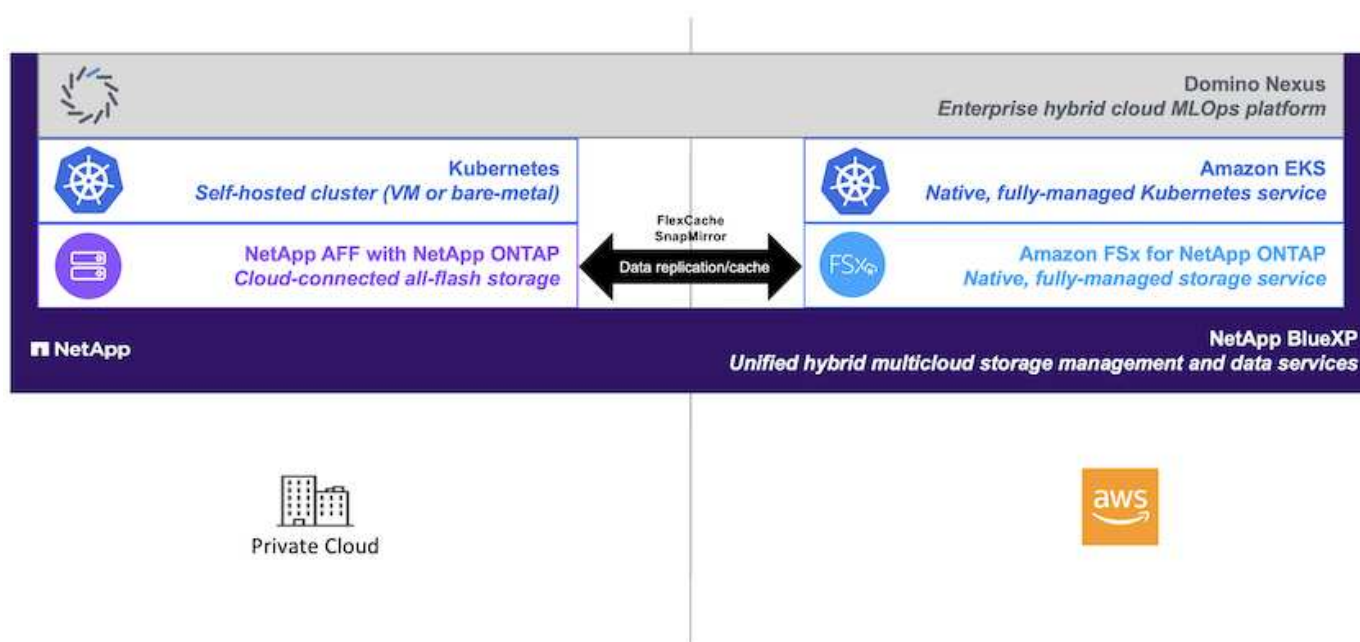 Domino Nexus
Enterprise hybrid cloud MLOps platform
Kubernetes
Self-hosted cluster (VM or bare-metal)
Amazon EKS
Native, fully-managed Kubernetes service
FlexCache
SnapMirror
Data replication/cache
NetApp AFF with NetApp ONTAP
Cloud-connected all-flash storage
FSx
Amazon FSx for NetApp ONTAP
Native, fully-managed storage service
NetApp
NetApp BlueXP
Unified hybrid multicloud storage management and data services
Private Cloud
aws